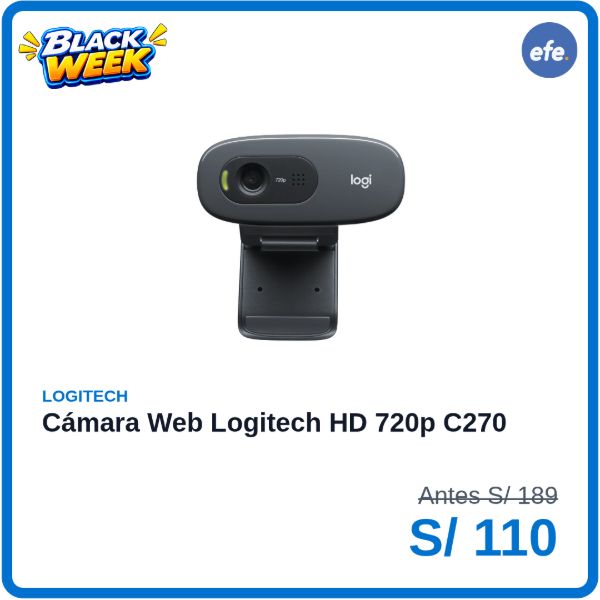 BLACK
WEEK
efe.
720p
logi
LOGITECH
Cámara Web Logitech HD 720p C270
Antes S/ 189
S/ 110